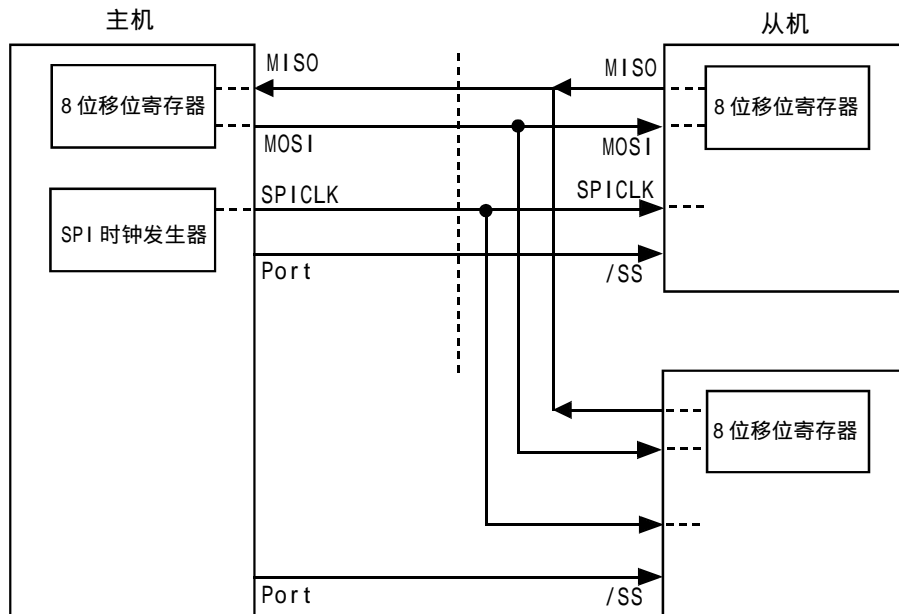 主机
从机
8位移位寄存器
SPI时钟发生器
MISO
MOSI
SPICLK
Port
MISO
MOSI
SPICLK
/SS
8位移位寄存器
8位移位寄存器
Port
/SS